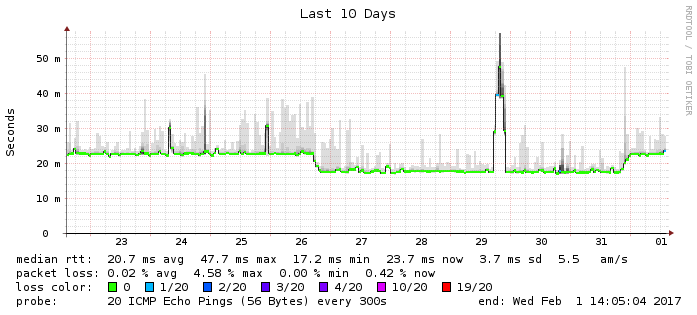 Last 10 Days
RRDTOOL / TOBI OETIKER
Seconds
50 m
40 m
30 m
20 m
10 m
0
23 24 25 26 27 28 29 30 31 01
median rtt: 20.7 ms avg 47.7 ms max 17.2 ms min 23.7 ms now 3.7 ms sd 5.5 am/s
packet loss: 0.02 % avg 4.58 % max 0.00 % min 0.42 % now
loss color: 0 1/20 2/20 3/20 4/20 10/20 19/20
probe: 20 ICMP Echo Pings (56 Bytes) every 300s end: Wed Feb 1 14:05:04 2017